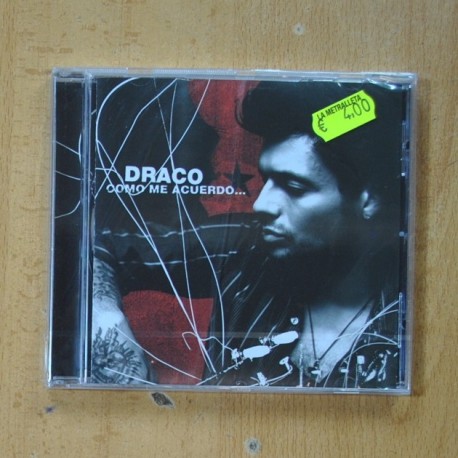 LA METRALLETA
€ 4,00
DRACO
COMO ME ACUERDO...